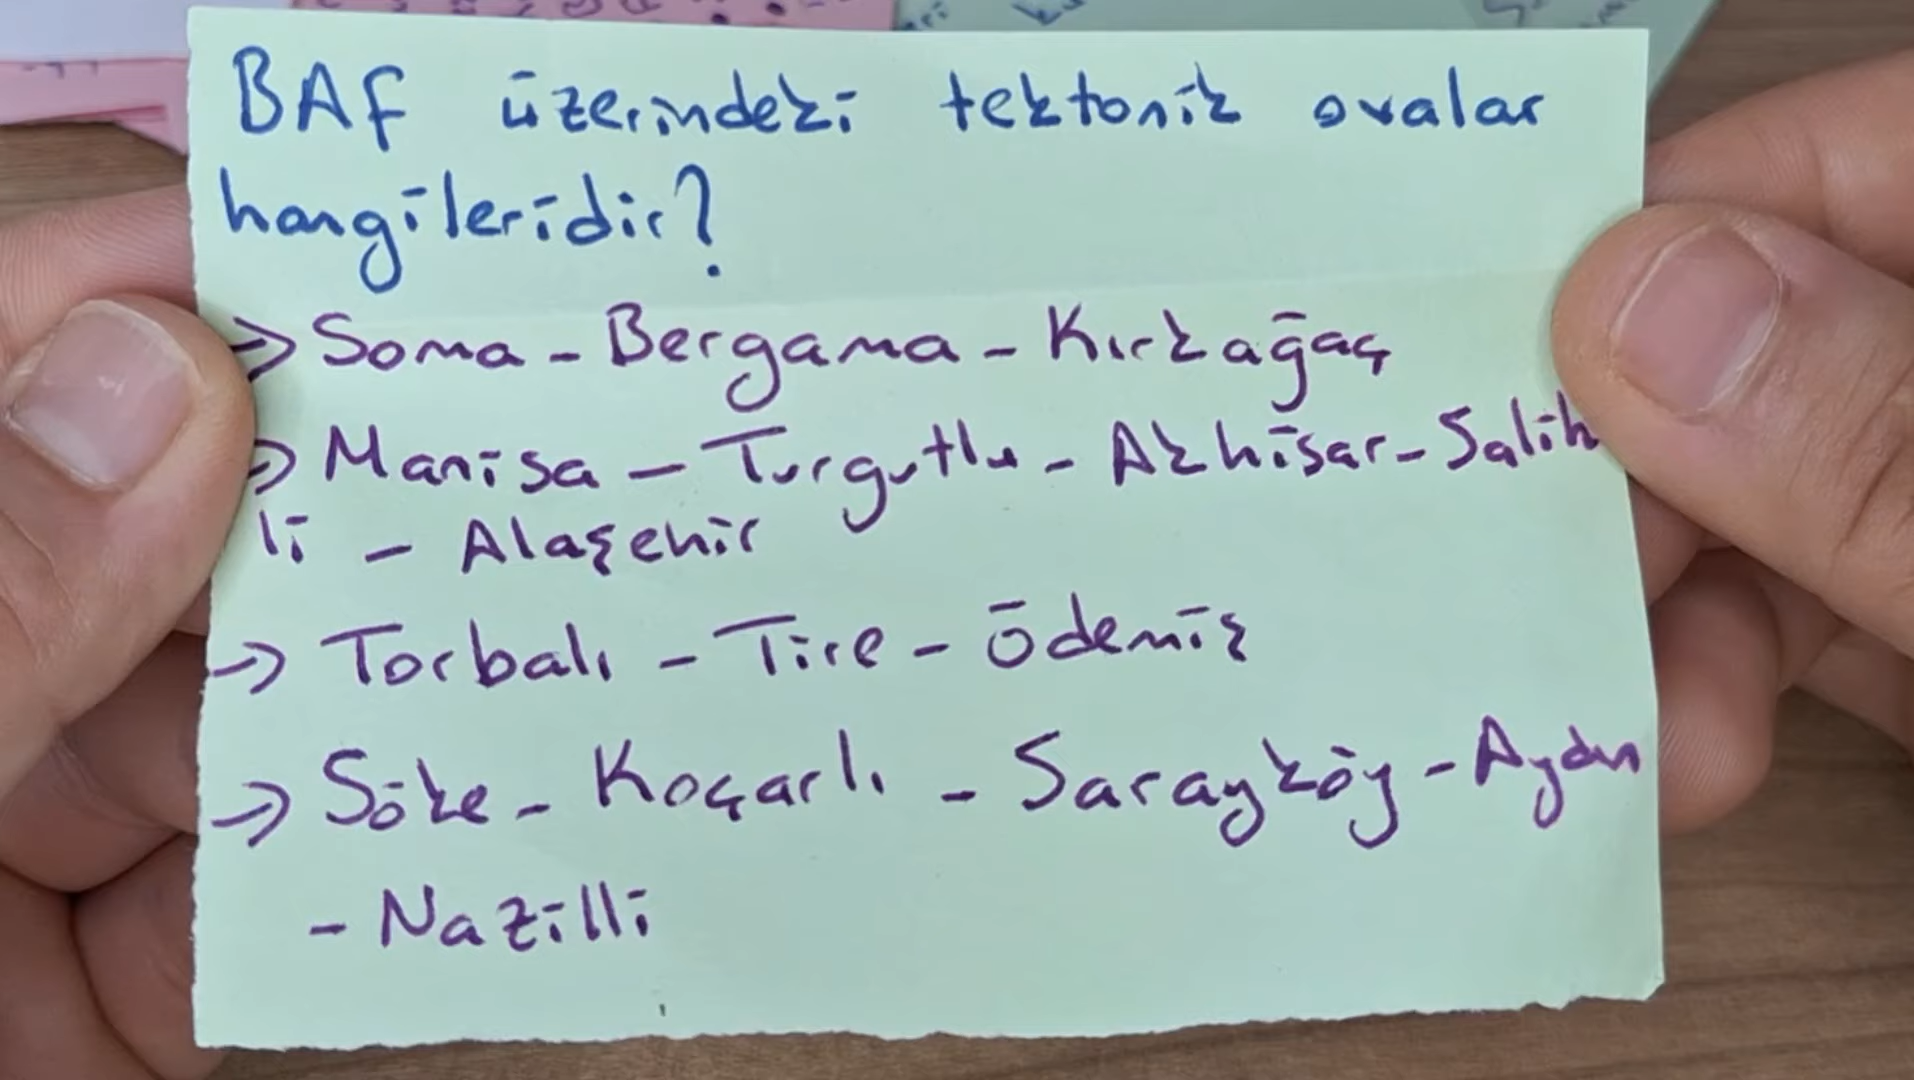 BAF üzerindeki tektonik ovalar
hangileridir?
→ Soma - Bergama - Kırkağaç
→ Manisa - Turgutlu - Akhisar - Salih
li - Alaşehir
→ Torbalı - Tire - Ödemiş
→ Söke - Koçarlı - Sarayköy - Aydın
- Nazilli